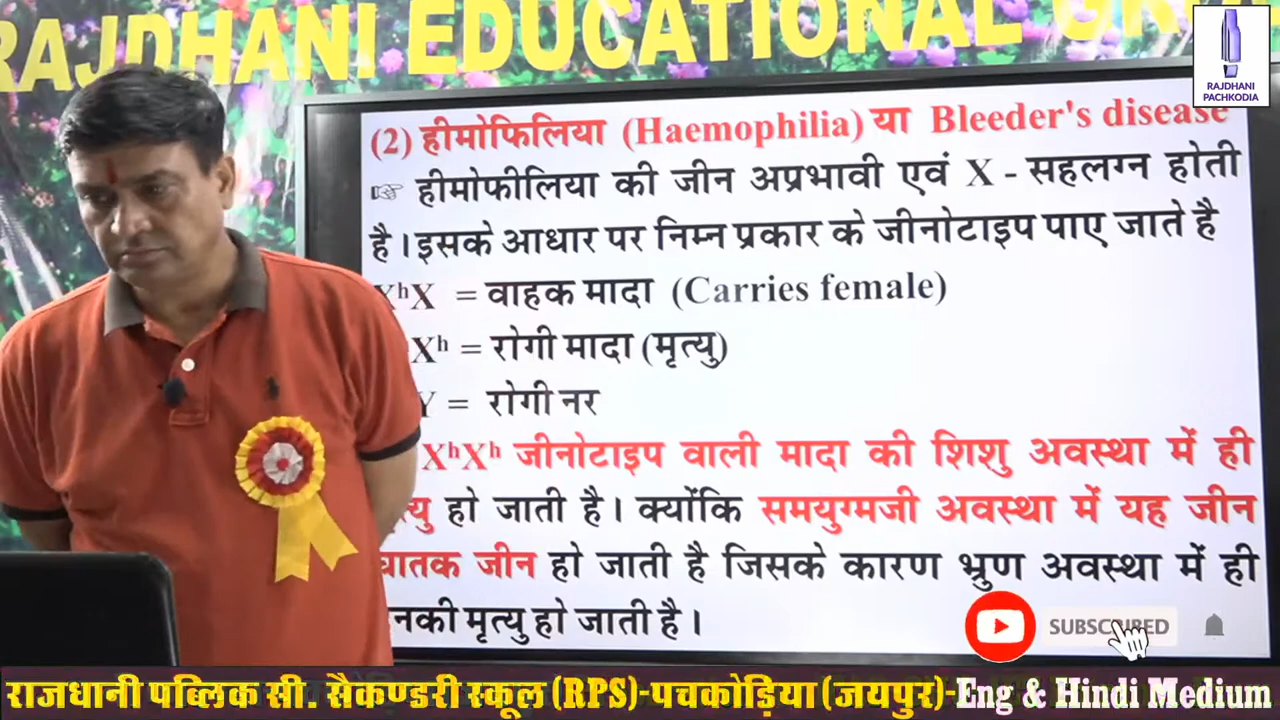 RAJDHANI EDUCATIONAL
RAJDHANI
PACHKODIA
(2) हीमोफिलिया (Haemophilia) या Bleeder's disease
हीमोफीलिया की जीन अप्रभावी एवं X - सहलग्न होती
है। इसके आधार पर निम्न प्रकार के जीनोटाइप पाए जाते है
XʰX = वाहक मादा (Carries female)
Xʰ = रोगी मादा (मृत्यु)
Y = रोगी नर
XʰXʰ जीनोटाइप वाली मादा की शिशु अवस्था में ही
हो जाती है। क्योंकि समयुग्मजी अवस्था में यह जीन
घातक जीन हो जाती है जिसके कारण भ्रुण अवस्था में ही
मृत्यु हो जाती है।
SUBSCRIBED
राजधानी पब्लिक सी. सैकण्डरी स्कूल (RPS)-पचकोड़िया (जयपुर)-Eng & Hindi Medium